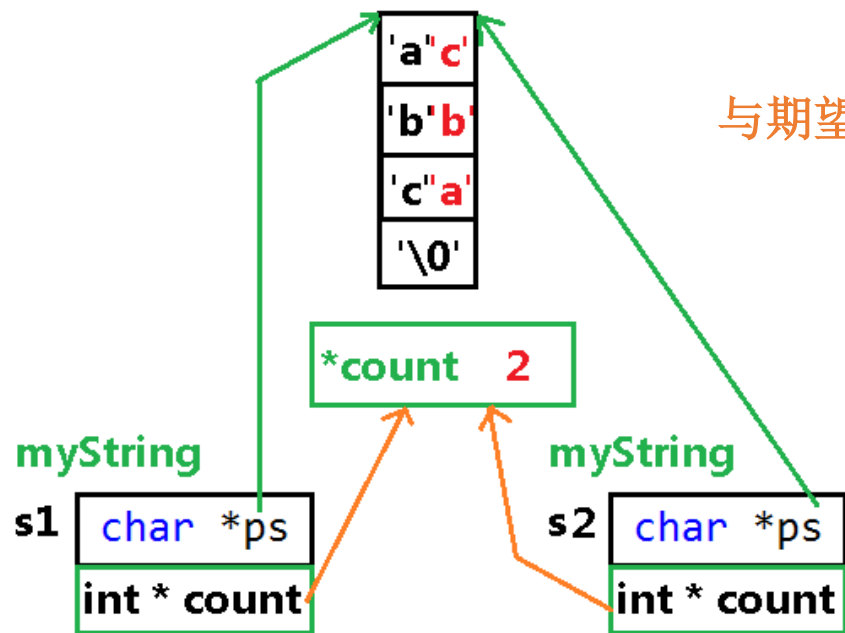 'a''c'
'b''b'
与期望
'c''a'
'\0'
*count 2
myString
myString
s1
char *ps
s2
char *ps
int * count
int * count